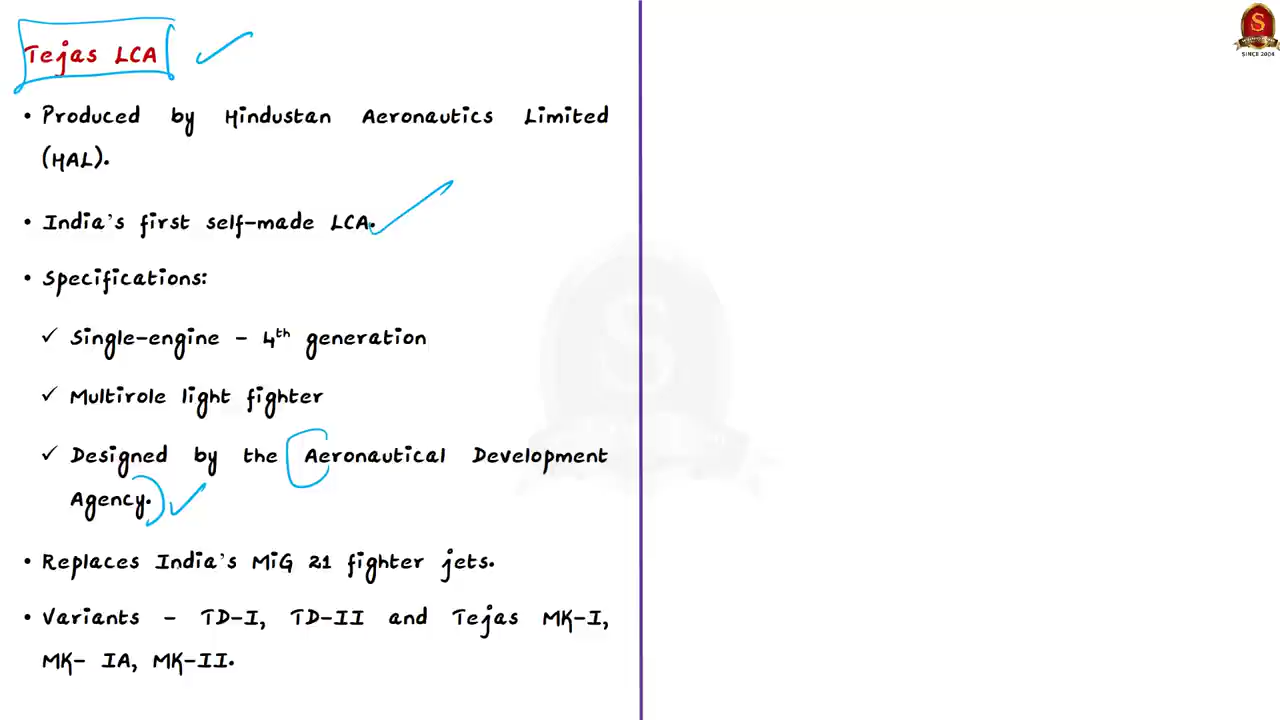 Tejas LCA
• Produced by Hindustan Aeronautics Limited
(HAL).
• India's first self-made LCA.
• Specifications:
✓ Single-engine – 4th generation
✓ Multirole light fighter
✓ Designed by the Aeronautical Development
Agency.
• Replaces India's MiG 21 fighter jets.
• Variants – TD-I, TD-II and Tejas MK-I,
MK- IA, MK-II.
S
SINCE 2004
S